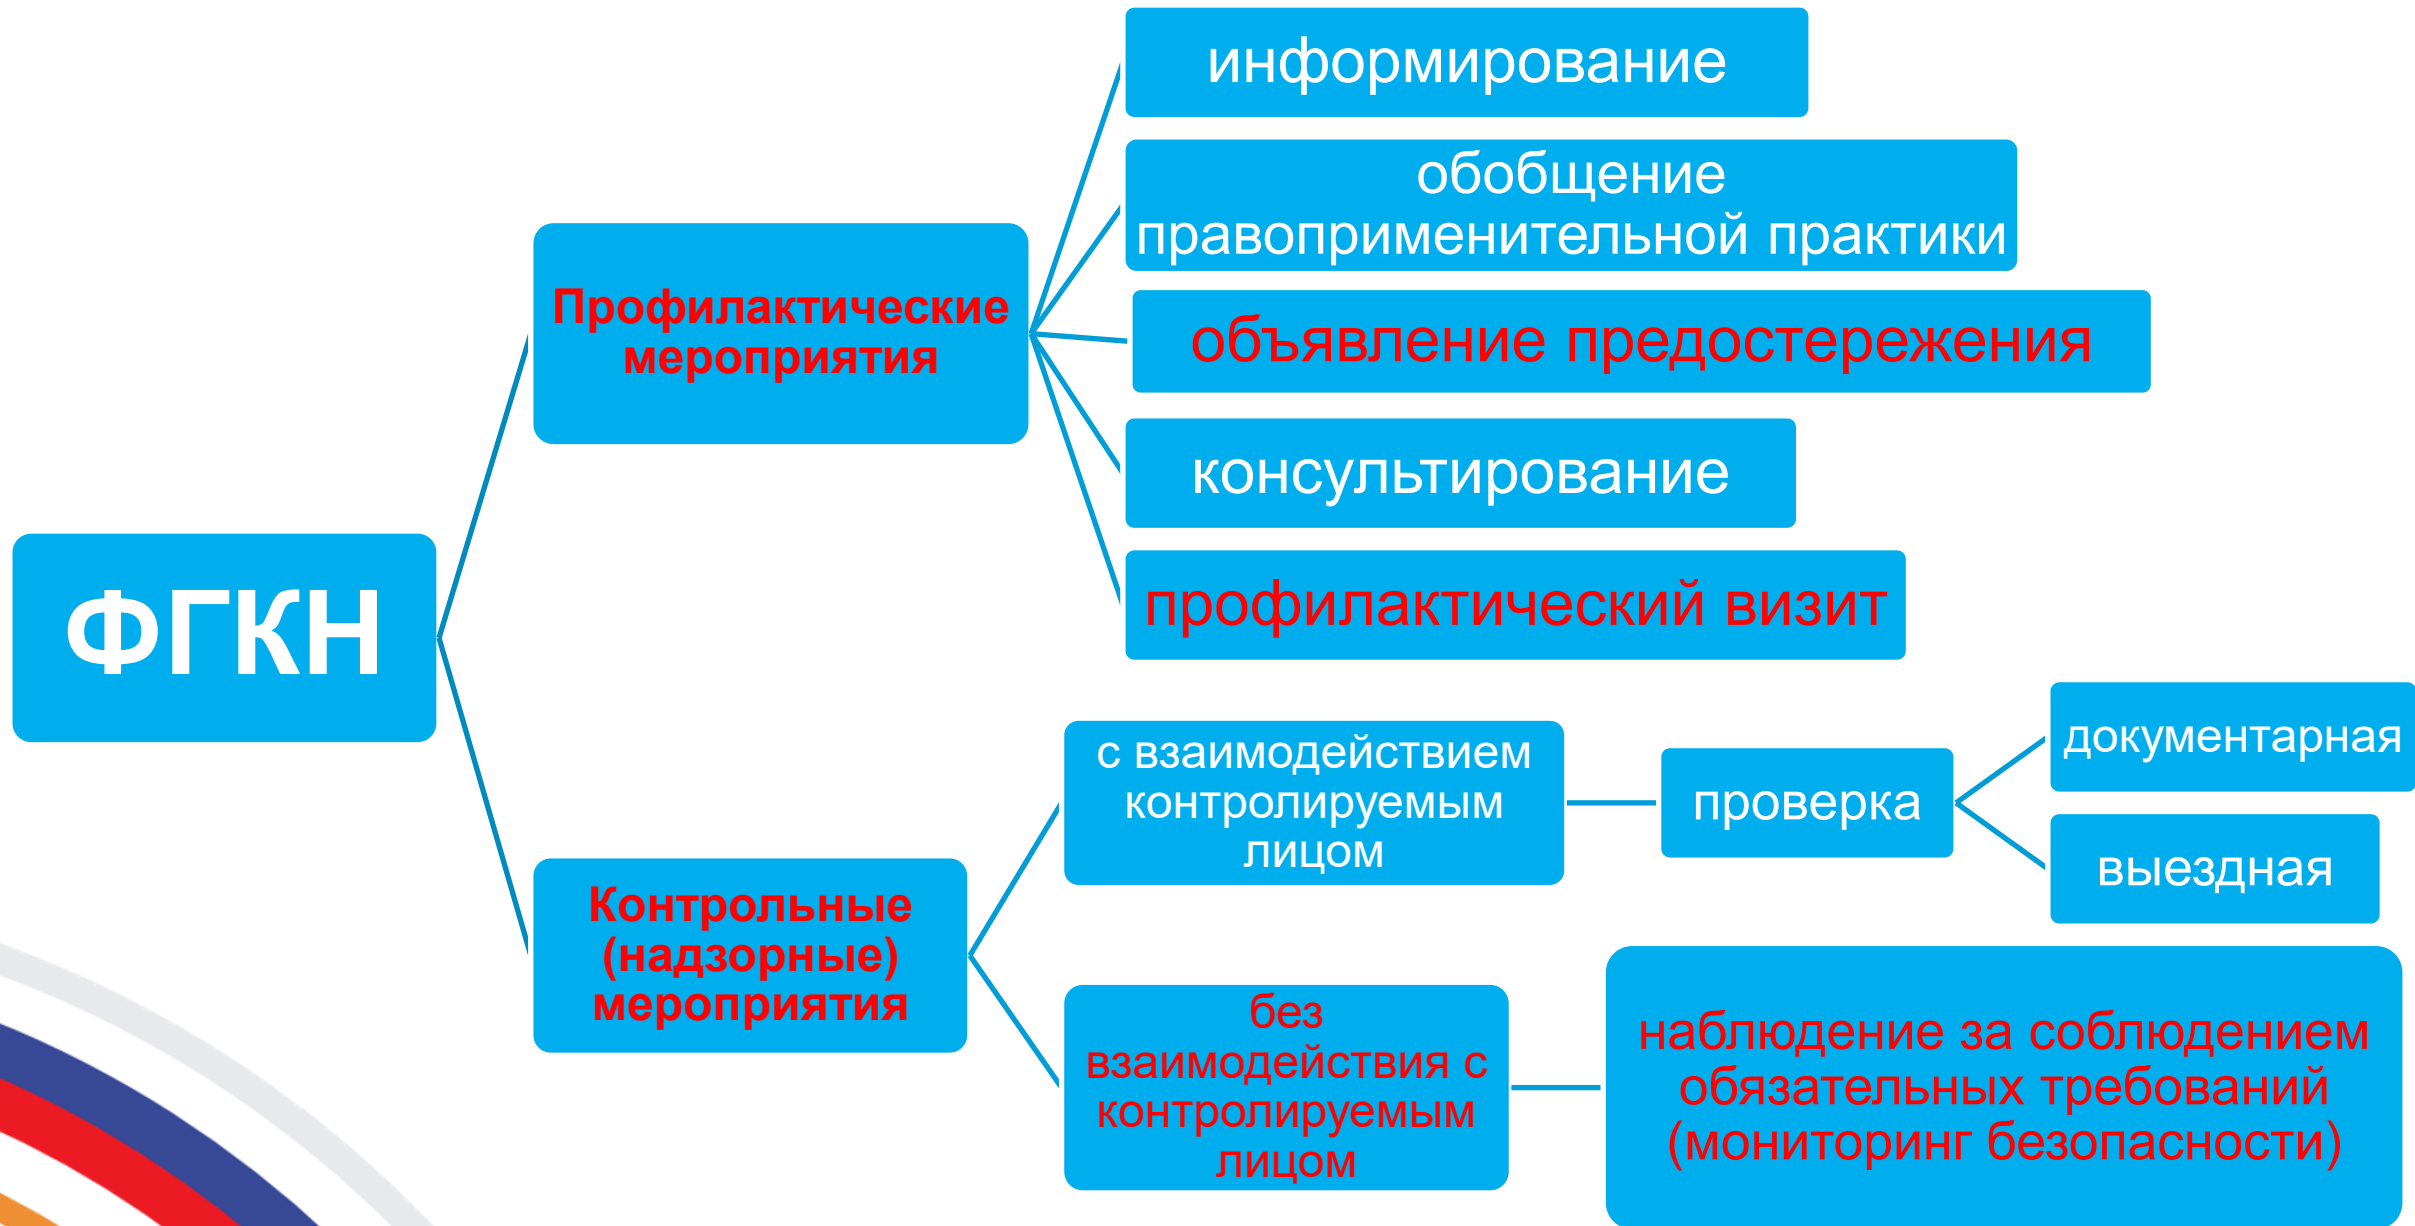 ФГКН
Профилактические
мероприятия
информирование
обобщение
правоприменительной практики
объявление предостережения
консультирование
профилактический визит
Контрольные
(надзорные)
мероприятия
с взаимодействием
контролируемым
лицом
проверка
документарная
выездная
без
взаимодействия с
контролируемым
лицом
наблюдение за соблюдением
обязательных требований
(мониторинг безопасности)